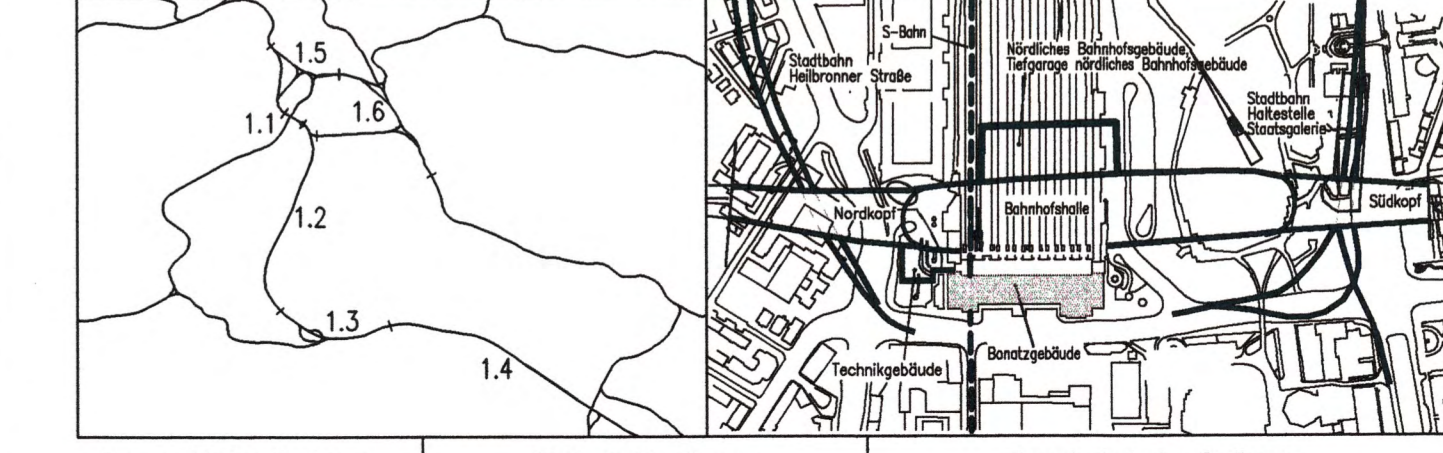 1.5
1.6
1.1
1.2
1.3
1.4
S-Bahn
Nördliches Bahnhofsgebäude,
Tiefgarage nördliches Bahnhofsgebäude
Stadtbahn
Heilbronner Straße
Stadtbahn
Haltestelle
Staatsgalerie
Nordkopf
Bahnhofshalle
Südkopf
Technikgebäude
Bonatzgebäude